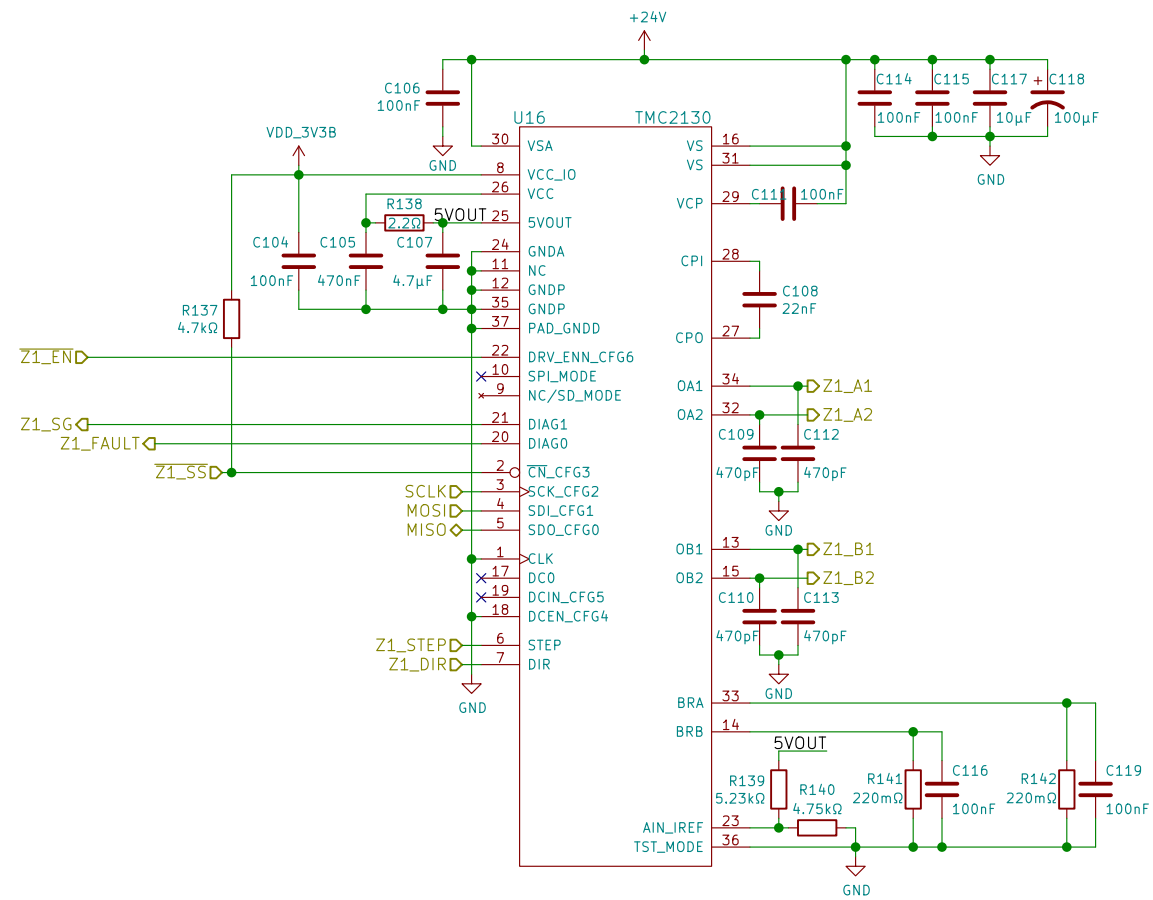 +24V
C106
100nF
C114
100nF
C115
100nF
C117
10µF
+
C118
100µF
GND
GND
VDD_3V3B
U16
TMC2130
30 VSA
8 VCC_IO
26 VCC
25 5VOUT
24 GNDA
11 NC
12 GNDP
35 GNDP
37 PAD_GNDD
22 DRV_ENN_CFG6
10 SPI_MODE
9 NC/SD_MODE
21 DIAG1
20 DIAG0
2 CN_CFG3
3 SCK_CFG2
4 SDI_CFG1
5 SDO_CFG0
1 CLK
17 DC0
19 DCIN_CFG5
18 DCEN_CFG4
6 STEP
7 DIR
VS 16
VS 31
VCP 29
CPI 28
CPO 27
OA1 34
OA2 32
OB1 13
OB2 15
BRA 33
BRB 14
AIN_IREF 23
TST_MODE 36
R138
2.2Ω
5VOUT
C104
100nF
C105
470nF
C107
4.7µF
R137
4.7kΩ
Z1_EN
Z1_SG
Z1_FAULT
Z1_SS
SCLK
MOSI
MISO
Z1_STEP
Z1_DIR
GND
C111
100nF
C108
22nF
Z1_A1
Z1_A2
C109
470pF
C112
470pF
GND
Z1_B1
Z1_B2
C110
470pF
C113
470pF
GND
5VOUT
R139
5.23kΩ
R140
4.75kΩ
R141
220mΩ
C116
100nF
R142
220mΩ
C119
100nF
GND